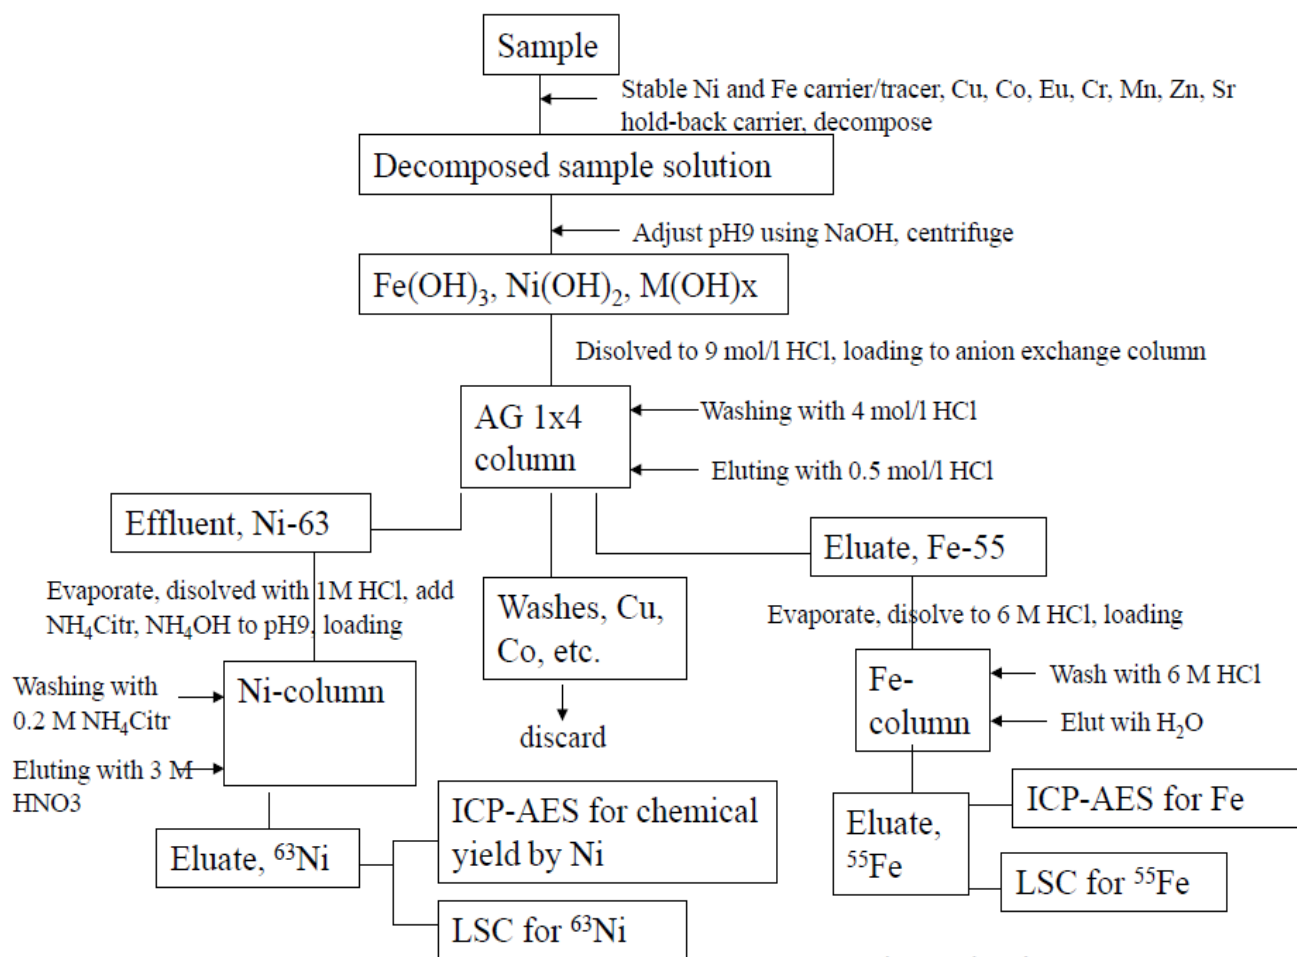 Sample
Stable Ni and Fe carrier/tracer, Cu, Co, Eu, Cr, Mn, Zn, Sr
hold-back carrier, decompose
Decomposed sample solution
Adjust pH9 using NaOH, centrifuge
Fe(OH)₃, Ni(OH)₂, M(OH)x
Disolved to 9 mol/l HCl, loading to anion exchange column
AG 1x4
column
Washing with 4 mol/l HCl
Eluting with 0.5 mol/l HCl
Effluent, Ni-63
Eluate, Fe-55
Evaporate, disolved with 1M HCl, add
NH₄Citr, NH₄OH to pH9, loading
Washes, Cu,
Co, etc.
discard
Evaporate, disolve to 6 M HCl, loading
Ni-column
Washing with
0.2 M NH₄Citr
Eluting with 3 M
HNO3
Fe-
column
Wash with 6 M HCl
Elut wih H₂O
Eluate, ⁶³Ni
ICP-AES for chemical
yield by Ni
LSC for ⁶³Ni
Eluate,
⁵⁵Fe
ICP-AES for Fe
LSC for ⁵⁵Fe